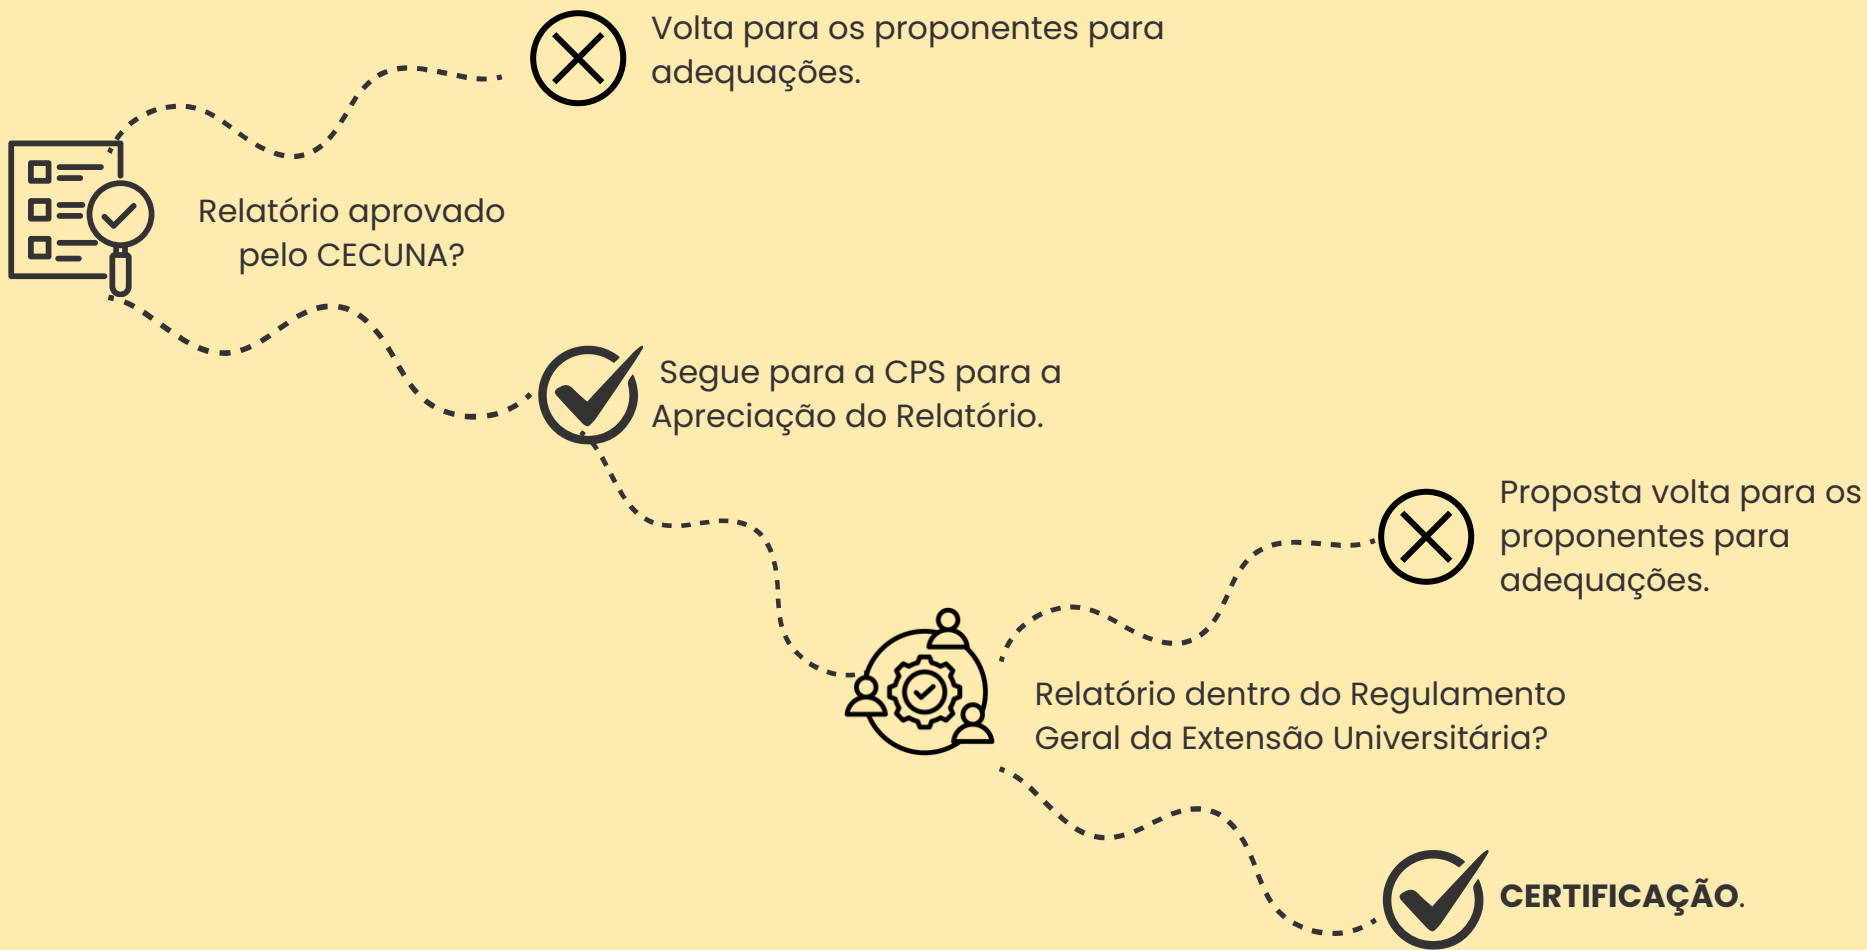 Volta para os proponentes para
adequações.
Relatório aprovado
pelo CECUNA?
Segue para a CPS para a
Apreciação do Relatório.
Proposta volta para os
proponentes para
adequações.
Relatório dentro do Regulamento
Geral da Extensão Universitária?
CERTIFICAÇÃO.